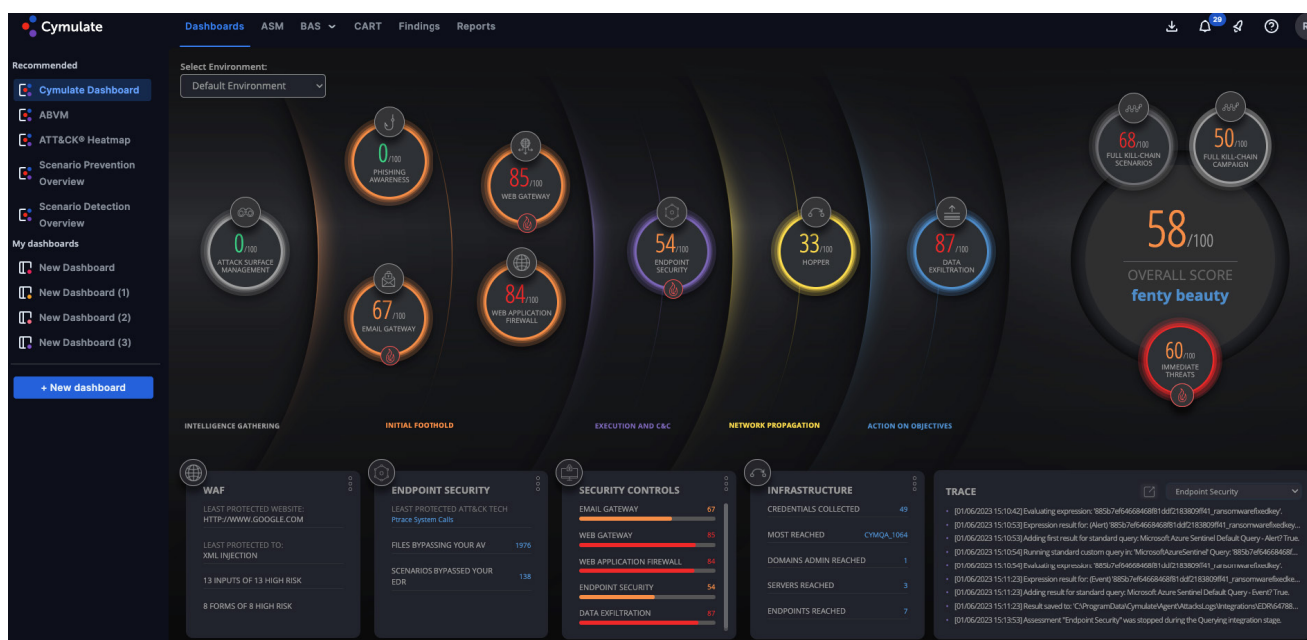 Cymulate
Dashboards ASM BAS CART Findings Reports
29
Recommended
Cymulate Dashboard
ABVM
ATT&CK® Heatmap
Scenario Prevention
Overview
Scenario Detection
Overview
My dashboards
New Dashboard
New Dashboard (1)
New Dashboard (2)
New Dashboard (3)
+ New dashboard
Select Environment:
Default Environment
0/100
ATTACK SURFACE
MANAGEMENT
0/100
PHISHING
AWARENESS
67/100
EMAIL GATEWAY
85/100
WEB GATEWAY
84/100
WEB APPLICATION
FIREWALL
54/100
ENDPOINT
SECURITY
33/100
HOPPER
87/100
DATA
EXFILTRATION
68/100
FULL KILL-CHAIN
SCENARIOS
50/100
FULL KILL-CHAIN
CAMPAIGN
58/100
OVERALL SCORE
fenty beauty
60/100
IMMEDIATE
THREATS
INTELLIGENCE GATHERING
INITIAL FOOTHOLD
EXECUTION AND C&C
NETWORK PROPAGATION
ACTION ON OBJECTIVES
WAF
LEAST PROTECTED WEBSITE:
HTTP://WWW.GOOGLE.COM
LEAST PROTECTED TO:
XML INJECTION
13 INPUTS OF 13 HIGH RISK
8 FORMS OF 8 HIGH RISK
ENDPOINT SECURITY
LEAST PROTECTED ATT&CK TECH
Ptrace System Calls
FILES BYPASSING YOUR AV 1976
SCENARIOS BYPASSED YOUR
EDR 138
SECURITY CONTROLS
EMAIL GATEWAY 67
WEB GATEWAY 85
WEB APPLICATION FIREWALL 84
ENDPOINT SECURITY 54
DATA EXFILTRATION 87
INFRASTRUCTURE
CREDENTIALS COLLECTED 49
MOST REACHED CYMQA_1064
DOMAINS ADMIN REACHED 1
SERVERS REACHED 3
ENDPOINTS REACHED 7
TRACE Endpoint Security
[01/06/2023 15:10:42] Evaluating expression: '885b7ef64668468f81ddf2183809ff41_ransomwarefixedkey'.
[01/06/2023 15:10:53] Expression result for: (Alert) '885b7ef64668468f81ddf2183809ff41_ransomwarefixedkey...
[01/06/2023 15:10:53] Adding first result for standard query: Microsoft Azure Sentinel Default Query - Alert? True.
[01/06/2023 15:10:54] Running standard custom query in: 'MicrosoftAzureSentinel' Query: '885b7ef64668468f...
[01/06/2023 15:10:54] Evaluating expression: '885b7ef64668468f81ddf2183809ff41_ransomwarefixedkey'.
[01/06/2023 15:11:23] Expression result for: (Event) '885b7ef64668468f81ddf2183809ff41_ransomwarefixedke...
[01/06/2023 15:11:23] Adding result for standard query: Microsoft Azure Sentinel Default Query - Event? True.
[01/06/2023 15:11:23] Result saved to: 'C:\ProgramData\Cymulate\Agent\AttacksLogs\Integrations\EDR\64788...
[01/06/2023 15:13:53] Assessment "Endpoint Security" was stopped during the Querying integration stage.